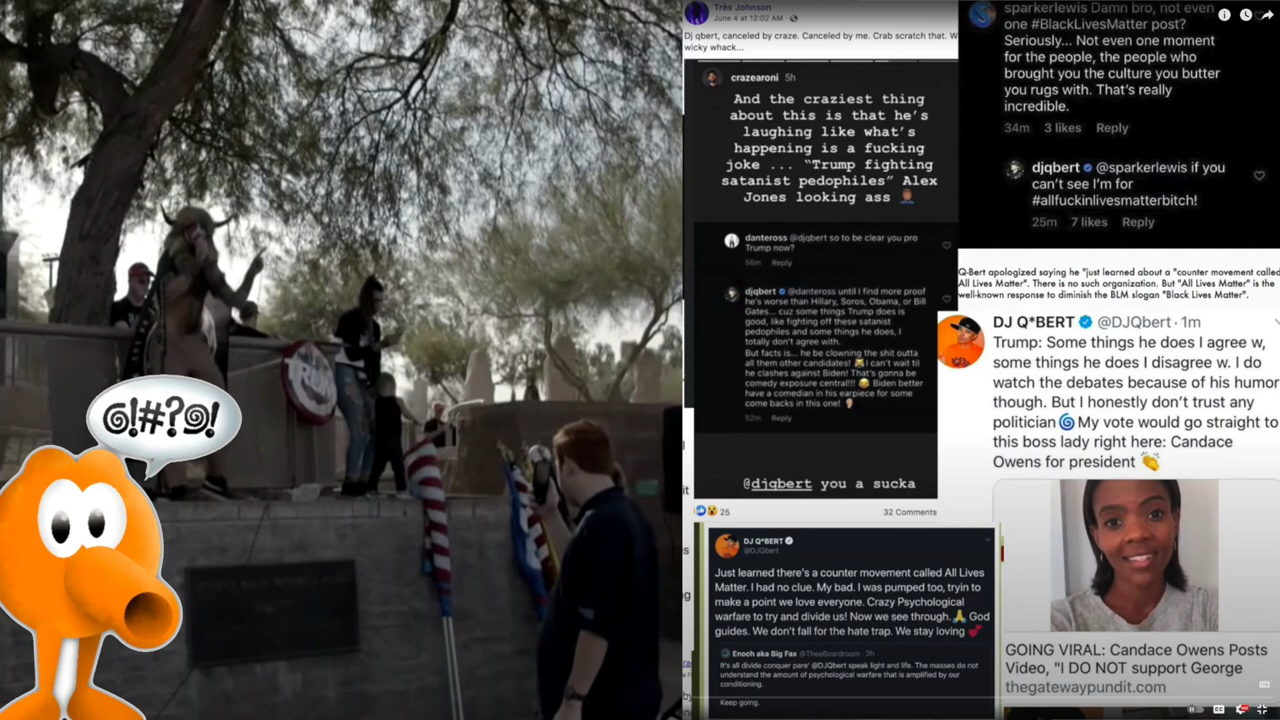 @!#?@!
Très Johnson
June 4 at 12:02 AM ·
Dj qbert, canceled by craze. Canceled by me. Crab scratch that. W
wicky whack...
crazearoni 5h
And the craziest thing
about this is that he's
laughing like what's
happening is a fucking
joke ... "Trump fighting
satanist pedophiles" Alex
Jones looking ass
danteross @djqbert so to be clear you pro
Trump now?
56m Reply
djqbert @danteross until I find more proof
he's worse than Hillary, Soros, Obama, or Bill
Gates... cuz some things Trump does is
good, like fighting off these satanist
pedophiles and some things he does, I
totally don't agree with.
But facts is... he be clowning the shit outta
all them other candidates! 😹 I can't wait til
he clashes against Biden! That's gonna be
comedy exposure central!!! 😂 Biden better
have a comedian in his earpiece for some
come backs in this one! 👂
52m Reply
@djqbert you a sucka
25 32 Comments
DJ Q*BERT
@DJQbert
Just learned there's a counter movement called All Lives
Matter. I had no clue. My bad. I was pumped too, tryin to
make a point we love everyone. Crazy Psychological
warfare to try and divide us! Now we see through.🙏 God
guides. We don't fall for the hate trap. We stay loving 💞
Enoch aka Big Fax @TheeBoardroom · 3h
It's all divide conquer pare' @DJQbert speak light and life. The masses do not
understand the amount of psychological warfare that is amplified by our
conditioning.
Keep going.
sparkerlewis Damn bro, not even
one #BlackLivesMatter post?
Seriously... Not even one moment
for the people, the people who
brought you the culture you butter
you rugs with. That's really
incredible.
34m 3 likes Reply
djqbert @sparkerlewis if you
can't see I'm for
#allfuckinlivesmatterbitch!
25m 7 likes Reply
Q-Bert apologized saying he "just learned about a "counter movement called
All Lives Matter". There is no such organization. But "All Lives Matter" is the
well-known response to diminish the BLM slogan "Black Lives Matter".
DJ Q*BERT @DJQbert · 1m
Trump: Some things he does I agree w,
some things he does I disagree w. I do
watch the debates because of his humor
though. But I honestly don't trust any
politician🌀My vote would go straight to
this boss lady right here: Candace
Owens for president 👏
GOING VIRAL: Candace Owens Posts
Video, "I DO NOT support George
thegatewaypundit.com